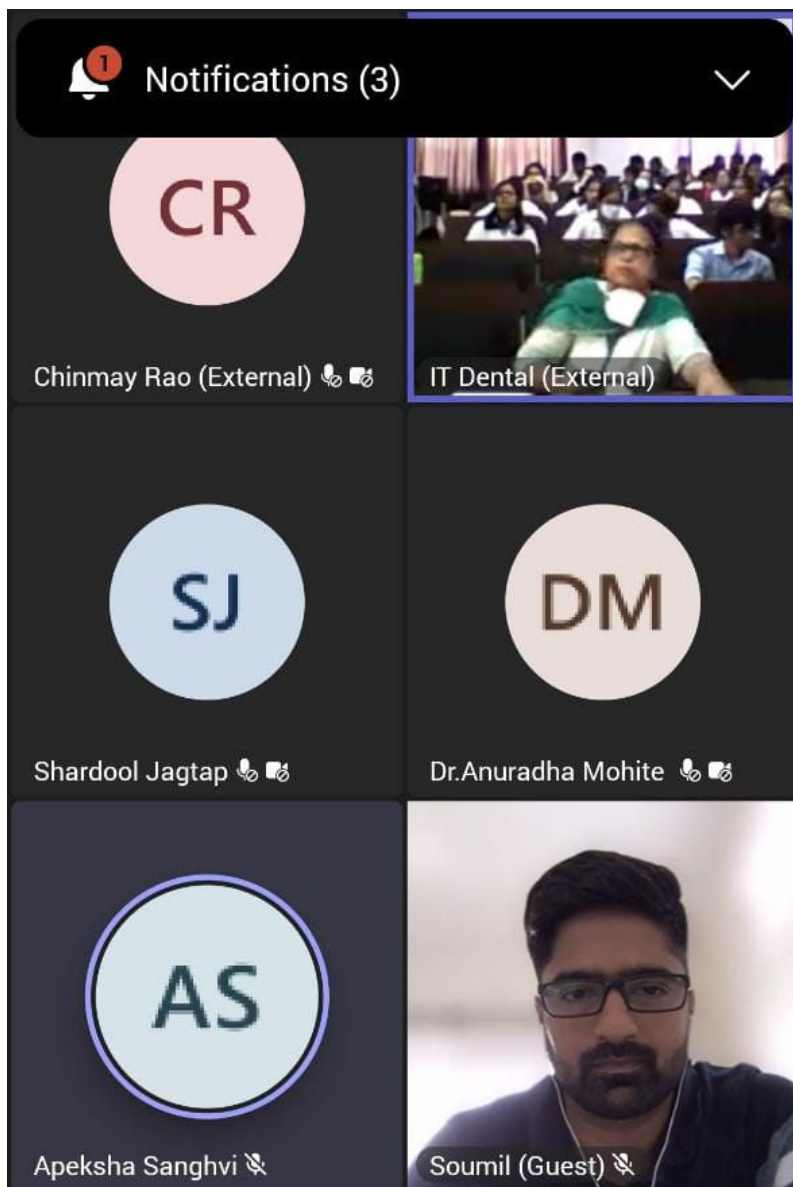 1
Notifications (3)
CR
Chinmay Rao (External)
IT Dental (External)
SJ
DM
Shardool Jagtap
Dr.Anuradha Mohite
AS
Apeksha Sanghvi
Soumil (Guest)